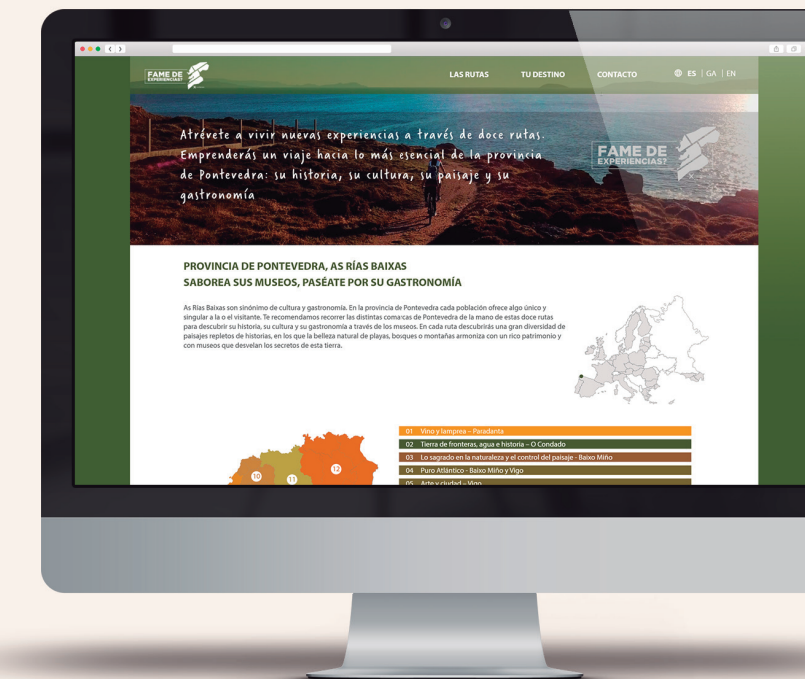 FAME DE
EXPERIENCIAS?
LAS RUTAS
TU DESTINO
CONTACTO
ES | GA | EN
Atrévete a vivir nuevas experiencias a través de doce rutas.
Emprenderás un viaje hacia lo más esencial de la provincia
de Pontevedra: su historia, su cultura, su paisaje y su
gastronomía
FAME DE
EXPERIENCIAS?
PROVINCIA DE PONTEVEDRA, AS RÍAS BAIXAS
SABOREA SUS MUSEOS, PASÉATE POR SU GASTRONOMÍA
As Rías Baixas son sinónimo de cultura y gastronomía. En la provincia de Pontevedra cada población ofrece algo único y
singular a la o el visitante. Te recomendamos recorrer las distintas comarcas de Pontevedra de la mano de estas doce rutas
para descubrir su historia, su cultura y su gastronomía a través de los meseos. En cada ruta descubrirás una gran diversidad de
paisajes repletos de historias, en los que la belleza natural de playas, bosques o montañas armoniza con un rico patrimonio y
con museos que desvelan los secretos de esta tierra.
01 Vino y lamprea – Paradanta
02 Tierra de fronteras, agua e historia – O Condado
03 Lo sagrado en la naturaleza y el control del paisaje - Baixo Miño
04 Puro Atlántico - Baixo Miño y Vigo
05 Arte y ciudad – Vigo
10
11
12